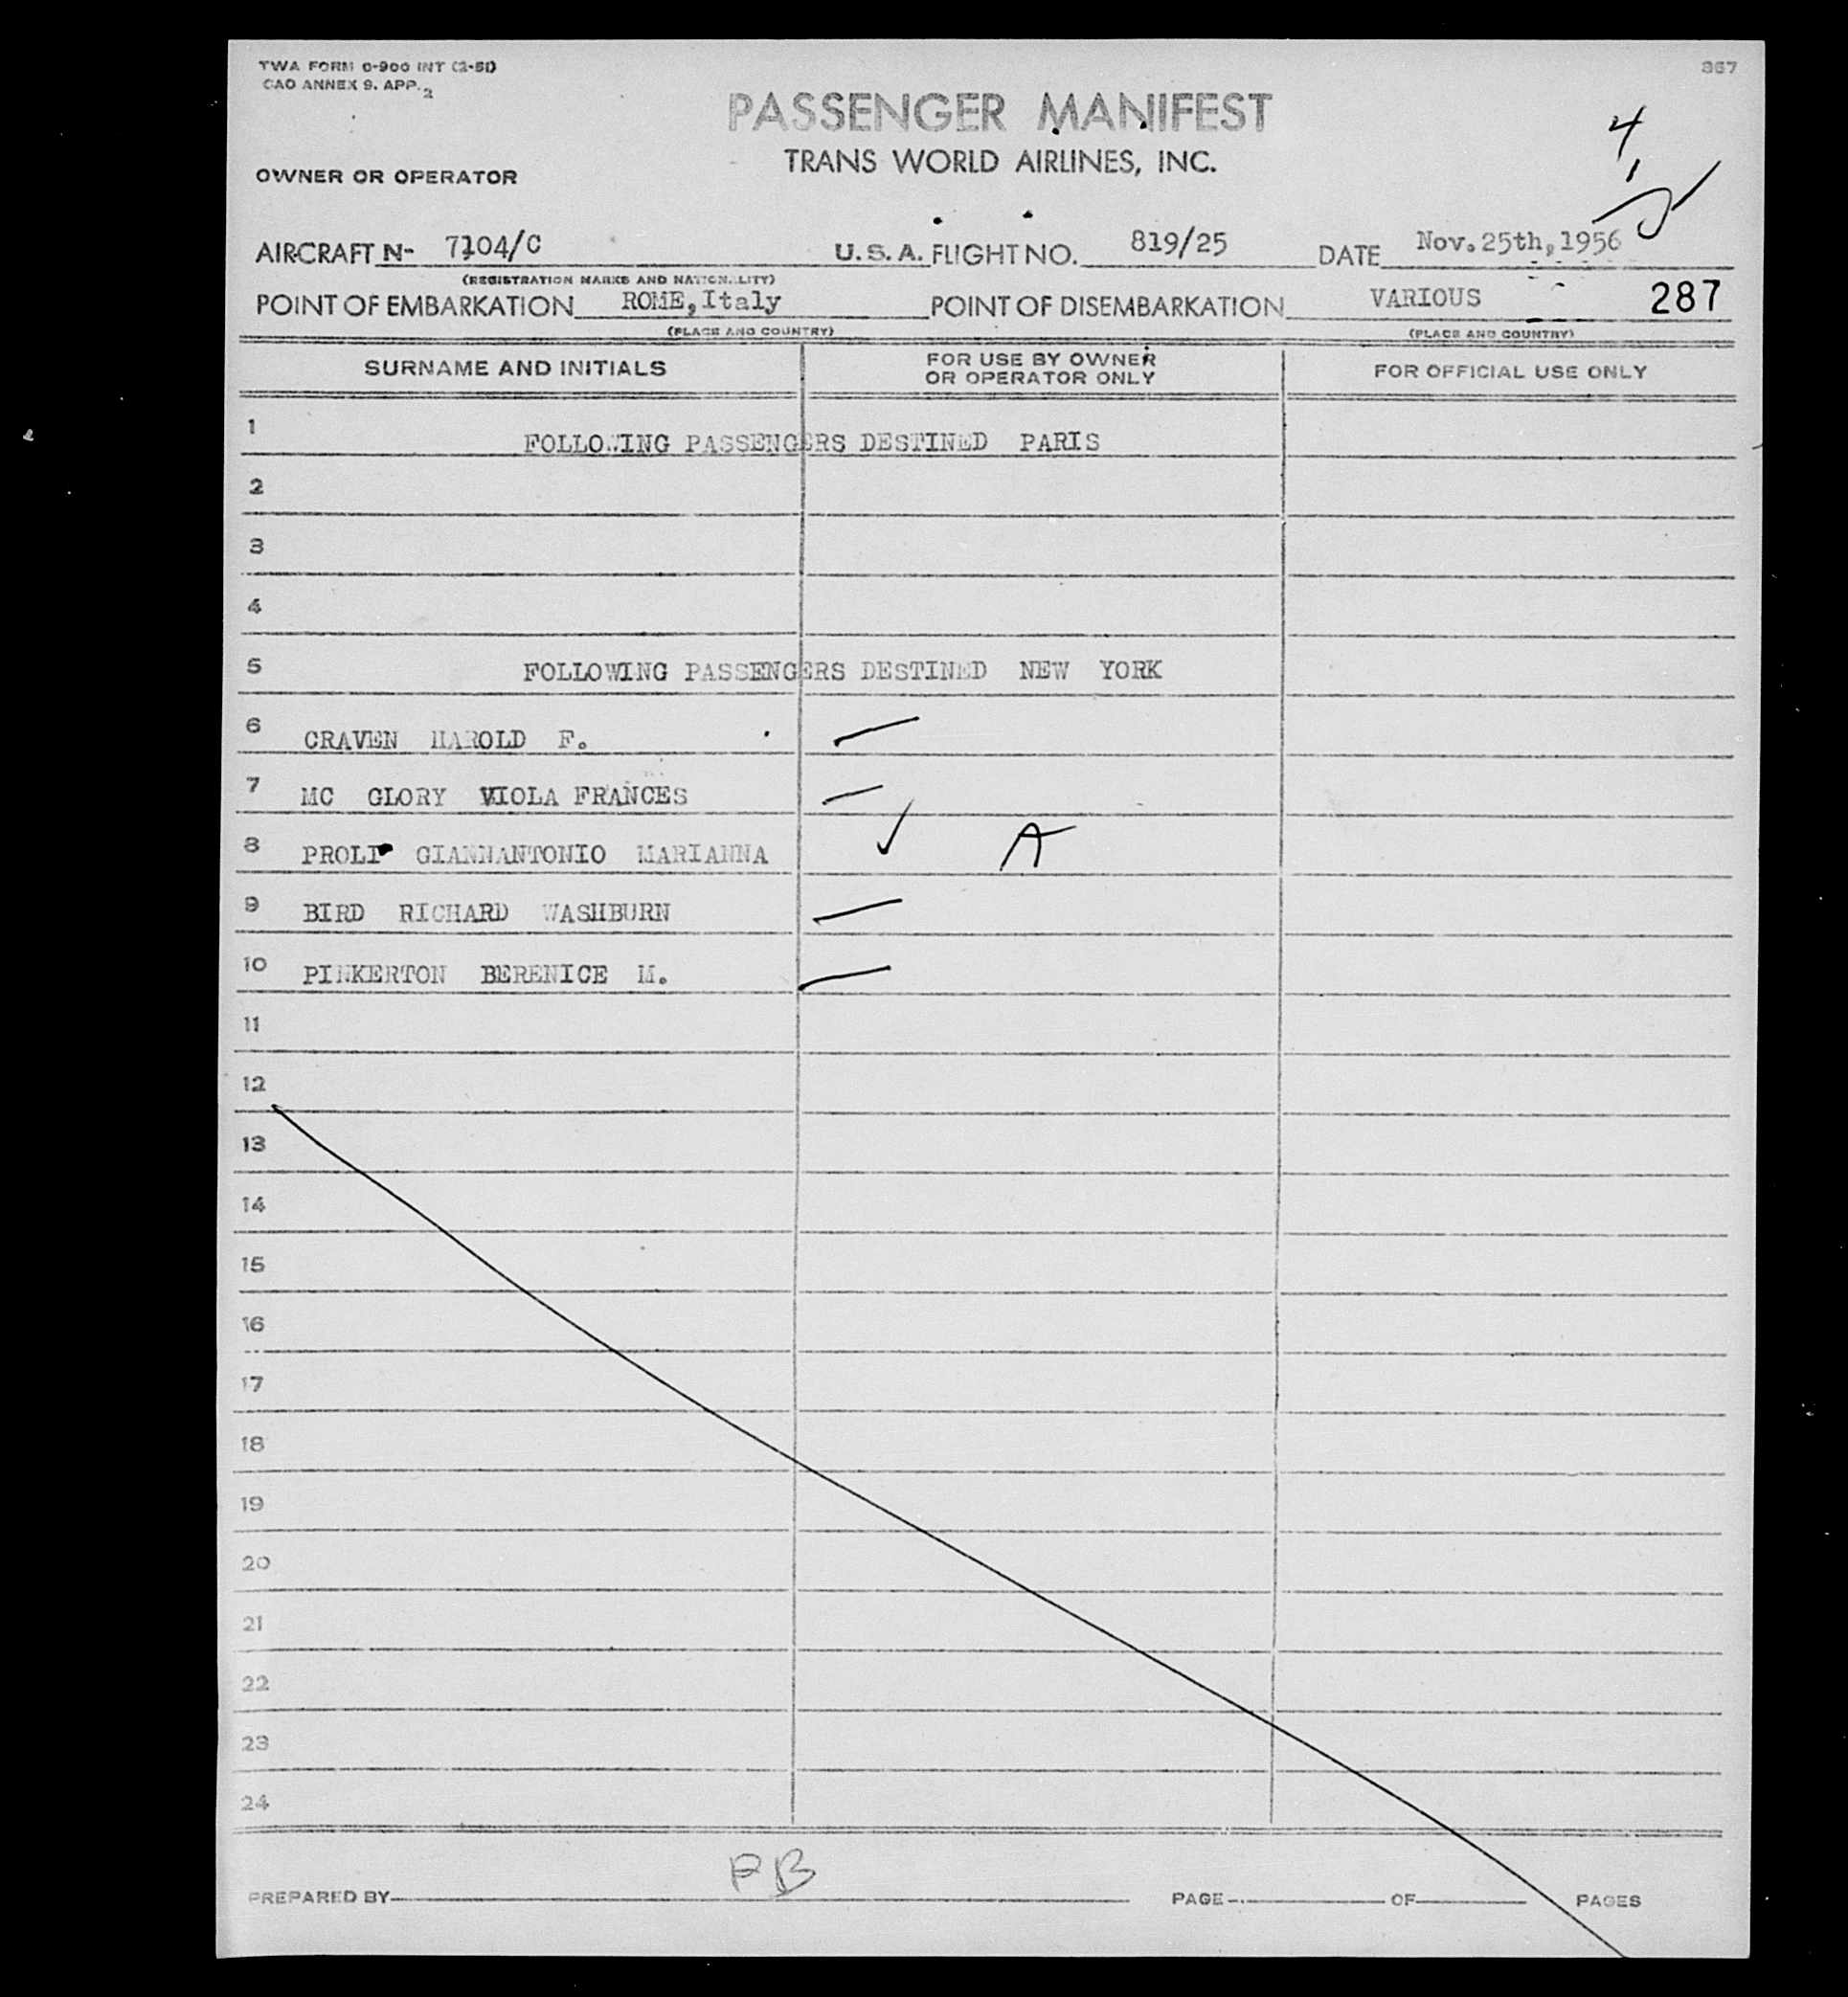 TWA FORM 0-900 INT (2-51) 367
CAO ANNEX 9. APP. 2
PASSENGER MANIFEST
TRANS WORLD AIRLINES, INC.
4
1
OWNER OR OPERATOR
AIRCRAFT N- 7104/C U.S.A. FLIGHT NO. 819/25 DATE Nov.25th,1956
(REGISTRATION MARKS AND NATIONALITY)
POINT OF EMBARKATION ROME,Italy POINT OF DISEMBARKATION VARIOUS 287
(PLACE AND COUNTRY) (PLACE AND COUNTRY)
SURNAME AND INITIALS FOR USE BY OWNER OR OPERATOR ONLY FOR OFFICIAL USE ONLY
1 FOLLOWING PASSENGERS DESTINED PARIS
2
3
4
5 FOLLOWING PASSENGERS DESTINED NEW YORK
6 CRAVEN HAROLD F.
7 MC GLORY VIOLA FRANCES
8 PROLI GIANNANTONIO MARIANNA A
9 BIRD RICHARD WASHBURN
10 PINKERTON BERENICE M.
11
12
13
14
15
16
17
18
19
20
21
22
23
24
PREPARED BY PB PAGE OF PAGES